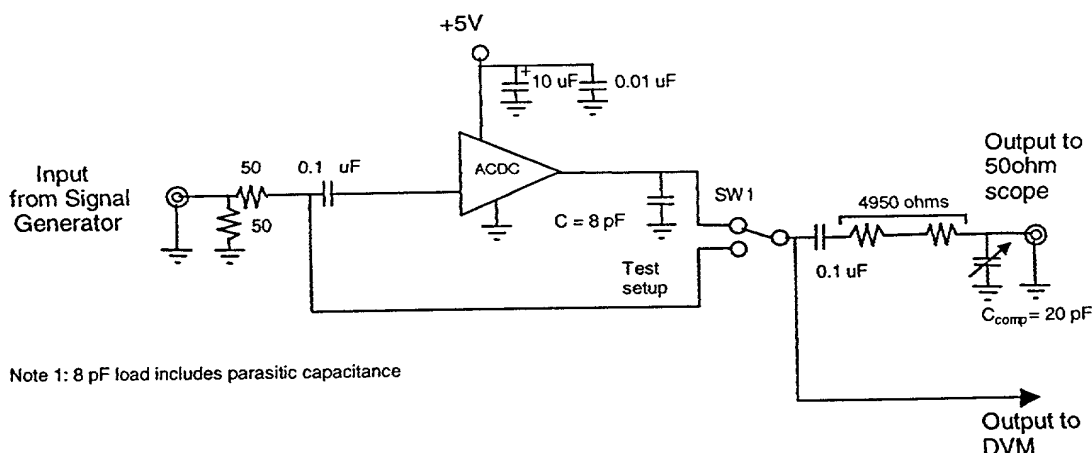 +5V
+
10 uF
0.01 uF
Input
from Signal
Generator
50
50
0.1 uF
ACDC
C = 8 pF
SW1
Test
setup
4950 ohms
0.1 uF
Output to
50ohm
scope
Ccomp = 20 pF
Note 1: 8 pF load includes parasitic capacitance
Output to
DVM